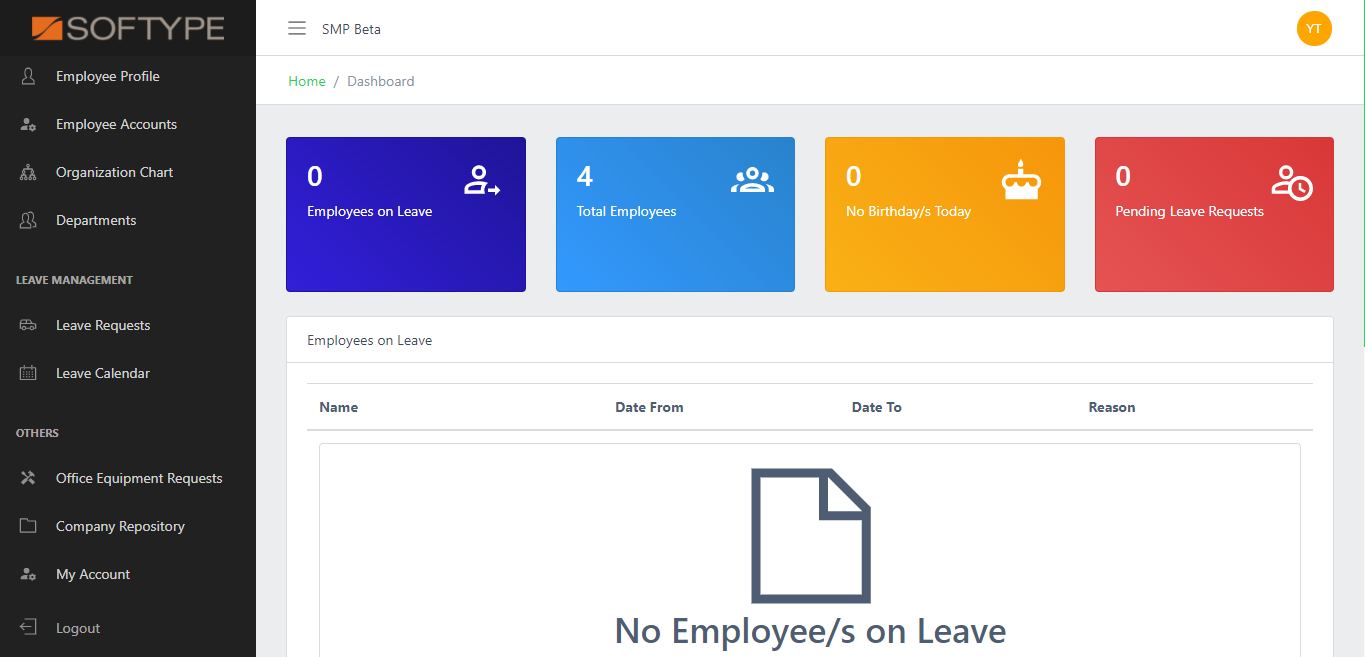 SOFTYPE
Employee Profile
Employee Accounts
Organization Chart
Departments
LEAVE MANAGEMENT
Leave Requests
Leave Calendar
OTHERS
Office Equipment Requests
Company Repository
My Account
Logout
SMP Beta
YT
Home / Dashboard
0
Employees on Leave
4
Total Employees
0
No Birthday/s Today
0
Pending Leave Requests
Employees on Leave
Name Date From Date To Reason
No Employee/s on Leave